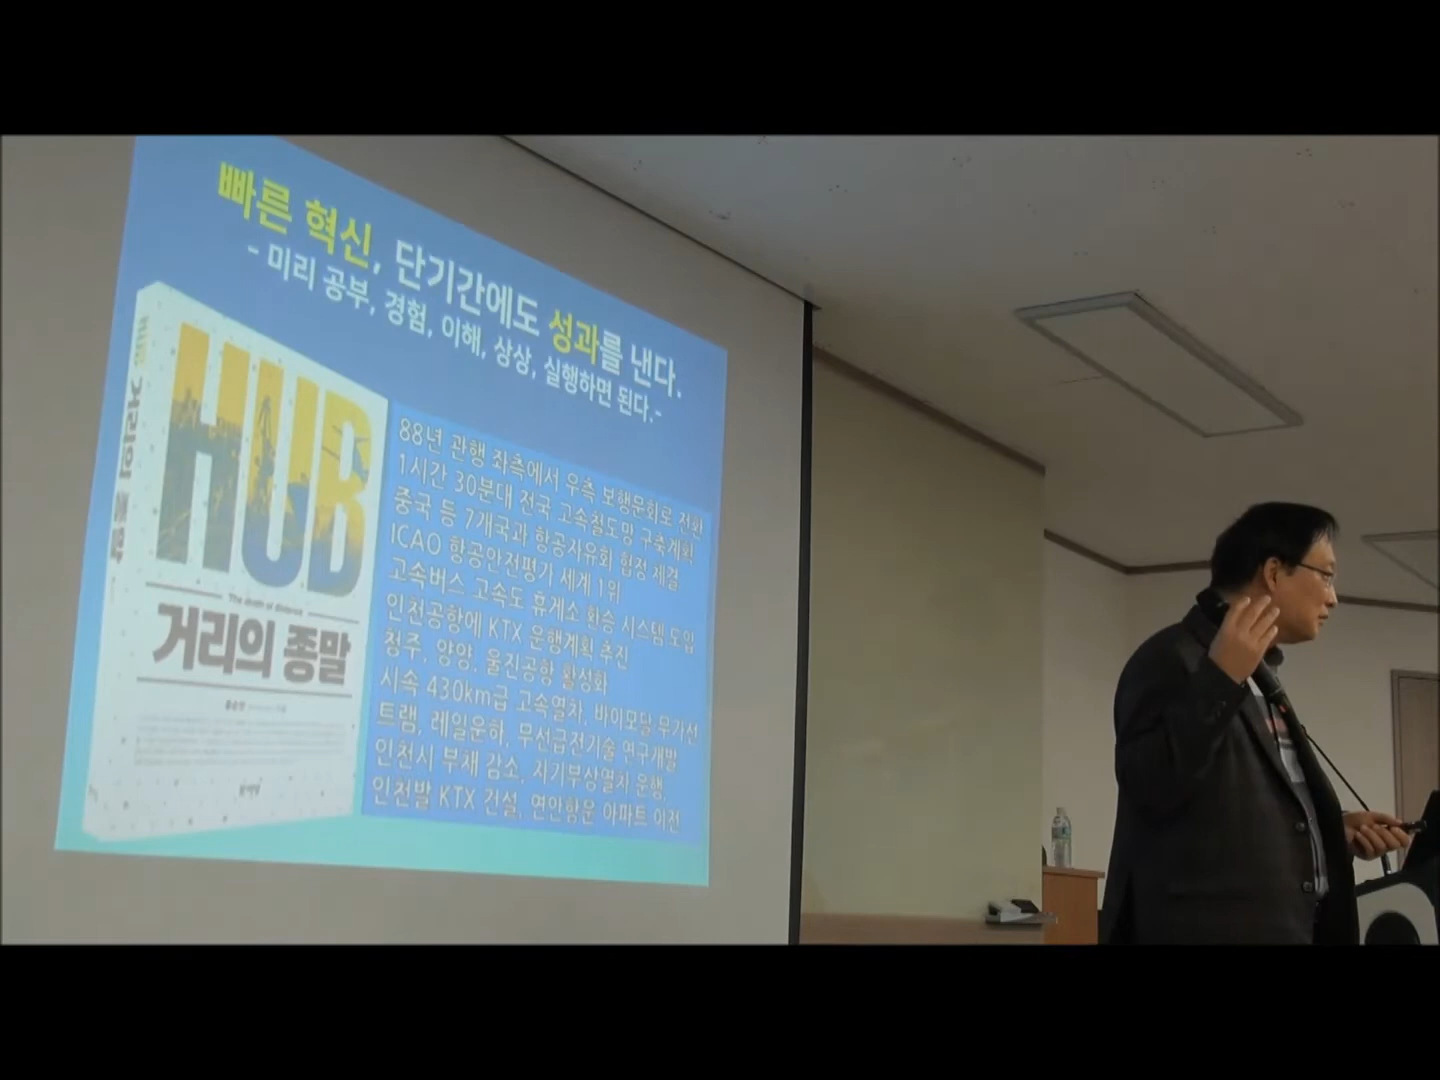 빠른 혁신, 단기간에도 성과를 낸다.
- 미리 공부, 경험, 이해, 상상, 실행하면 된다.-
HUB
The death of distance
거리의 종말
거리의 종말
88년 관행 좌측에서 우측 보행문화로 전환
1시간 30분대 전국 고속철도망 구축계획
중국 등 7개국과 항공자유화 협정 체결
ICAO 항공안전평가 세계 1위
고속버스 고속도 휴게소 환승 시스템 도입
인천공항에 KTX 운행계획 추진
청주, 양양, 울진공항 활성화
시속 430km급 고속열차, 바이모달 무가선
트램, 레일운하, 무선급전기술 연구개발
인천시 부채 감소, 자기부상열차 운행,
인천발 KTX 건설, 연안항운 아파트 이전